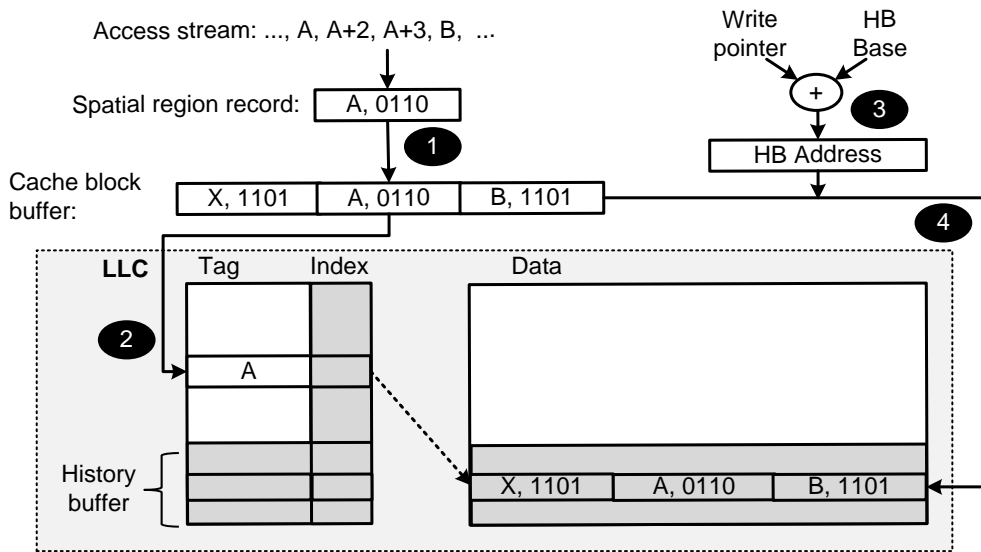 Access stream: ..., A, A+2, A+3, B, ...
Write pointer
HB Base
+
3
Spatial region record:
A, 0110
1
HB Address
Cache block buffer:
X, 1101
A, 0110
B, 1101
4
LLC
Tag
Index
Data
2
A
History buffer
X, 1101
A, 0110
B, 1101